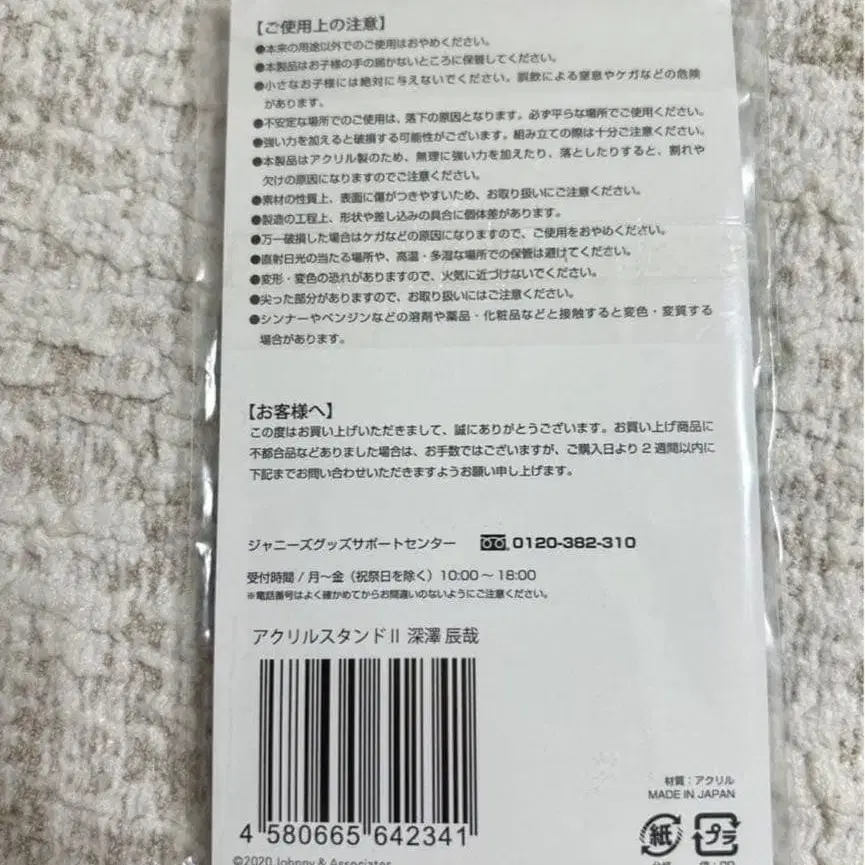 【ご使用上の注意】
●本来の用途以外でのご使用はおやめください。
●本製品はお子様の手の届かないところに保管してください。
●小さなお子様には絶対に与えないでください。誤飲による窒息やケガなどの危険
があります。
●不安定な場所でのご使用は、落下の原因となります。必ず平らな場所でご使用ください。
●強い力を加えると破損する可能性がございます。組み立ての際は十分ご注意ください。
●本製品はアクリル製のため、無理に強い力を加えたり、落としたりすると、割れや
欠けの原因になりますのでご注意ください。
●素材の性質上、表面に傷がつきやすいため、お取り扱いにご注意ください。
●製造の工程上、形状や差し込みの具合に個体差があります。
●万一破損した場合はケガなどの原因になりますので、ご使用をおやめください。
●直射日光の当たる場所や、高温・多湿な場所での保管は避けてください。
●変形・変色の恐れがありますので、火気に近づけないでください。
●尖った部分がありますので、お取り扱いにはご注意ください。
●シンナーやベンジンなどの溶剤や薬品・化粧品などと接触すると変色・変質する
場合があります。
【お客様へ】
この度はお買い上げいただきまして、誠にありがとうございます。お買い上げ商品に
不都合品などありました場合は、お手数ではございますが、ご購入日より2週間以内に
下記までお問い合わせいただきますようお願い申し上げます。
ジャニーズグッズサポートセンター 0120-382-310
受付時間/月～金（祝祭日を除く）10:00～18:00
※電話番号はよく確かめてからお間違いのないようにご注意ください。
アクリルスタンドII 深澤 辰哉
4 580665 642341
材質：アクリル
MADE IN JAPAN
紙 プラ
©2020 Johnny & Associates